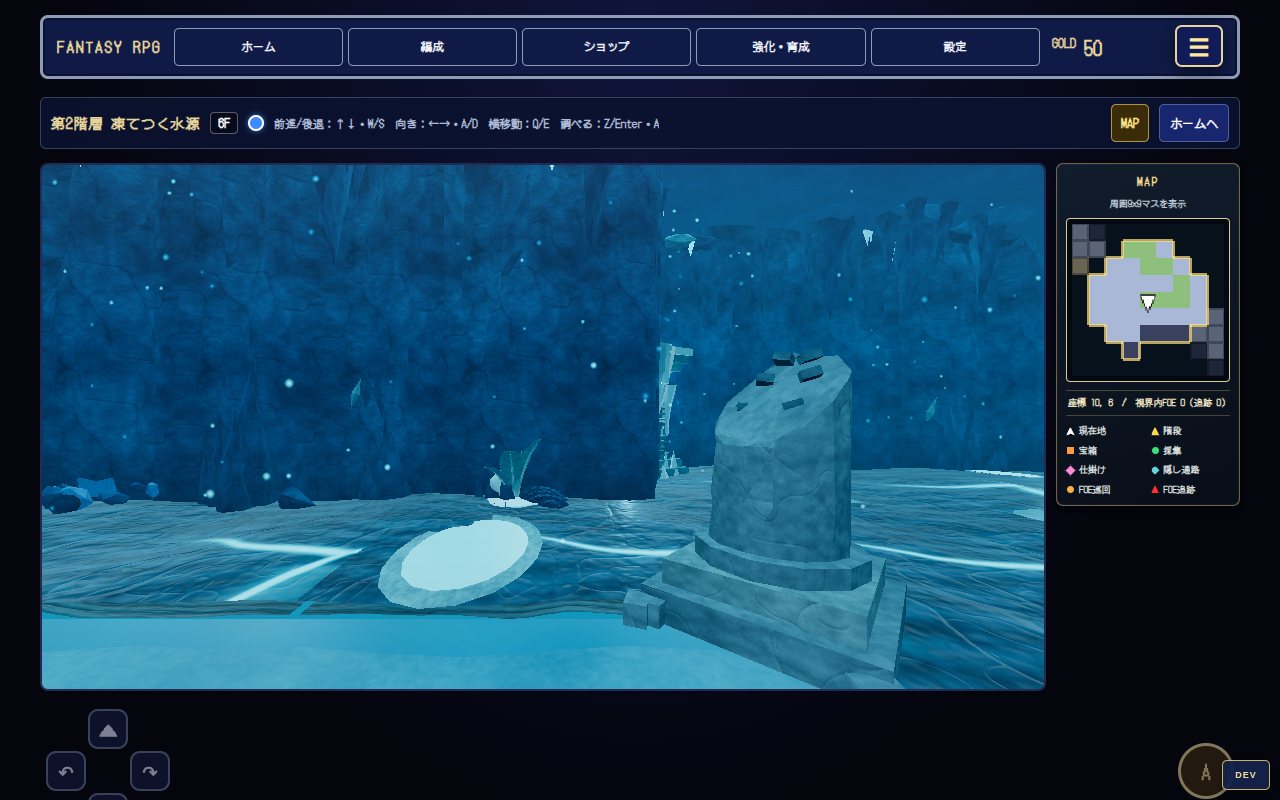 FANTASY RPG
ホーム
編成
ショップ
強化・育成
設定
GOLD 50
第2階層 凍てつく水源
6F
前進/後退：↑↓・W/S 向き：←→・A/D 横移動：Q/E 調べる：Z/Enter・A
MAP
ホームへ
MAP
周囲9x9マスを表示
座標 10, 6 / 視界内FOE 0 (追跡 0)
現在地
階段
宝箱
採集
仕掛け
隠し通路
FOE巡回
FOE追跡
A
DEV